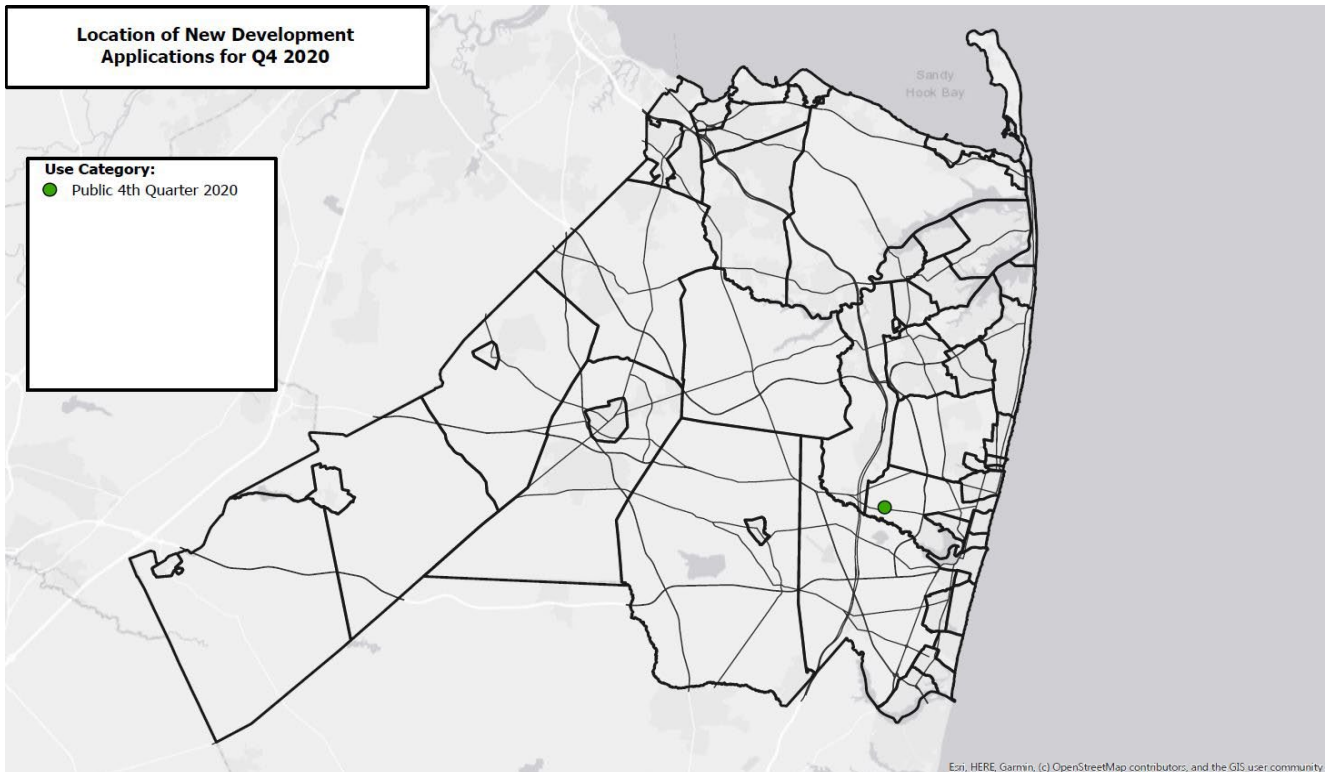 Location of New Development
Applications for Q4 2020
Sandy
Hook Bay
Use Category:
Public 4th Quarter 2020
Esri, HERE, Garmin, (c) OpenStreetMap contributors, and the GIS user community